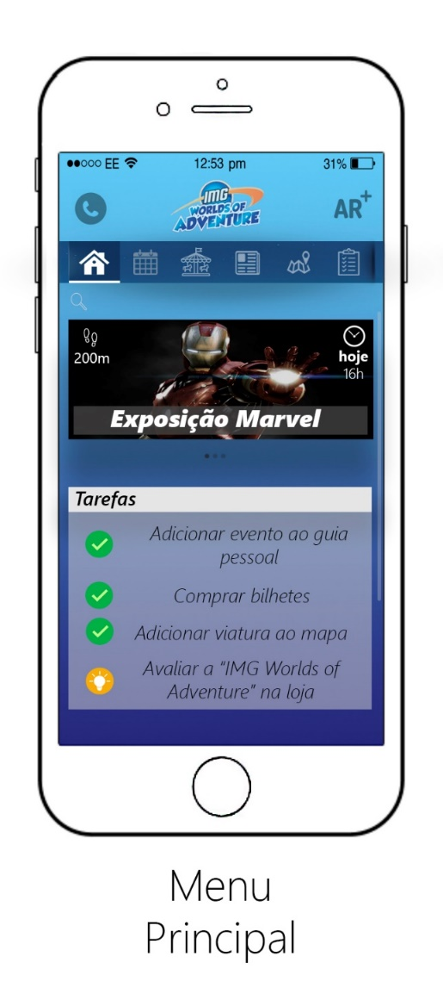 ●●○○○ EE 12:53 pm 31%
IMG
WORLDS OF
ADVENTURE
AR+
200m
hoje
16h
Exposição Marvel
Tarefas
Adicionar evento ao guia
pessoal
Comprar bilhetes
Adicionar viatura ao mapa
Avaliar a "IMG Worlds of
Adventure" na loja
Menu
Principal